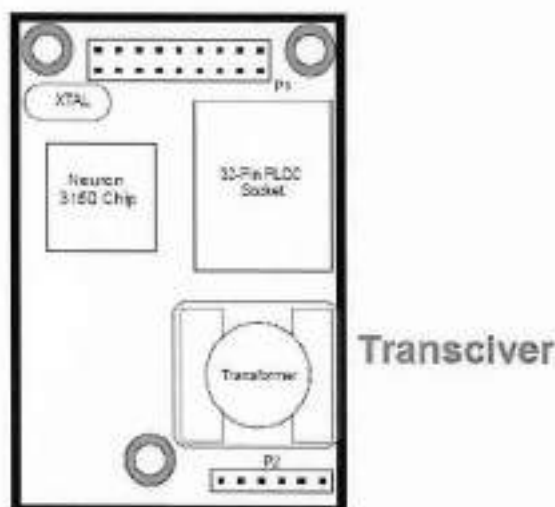 P1
XTAL
Neuron
3150 Chip
32-Pin PLCC
Socket
Transformer
Transciver
P2